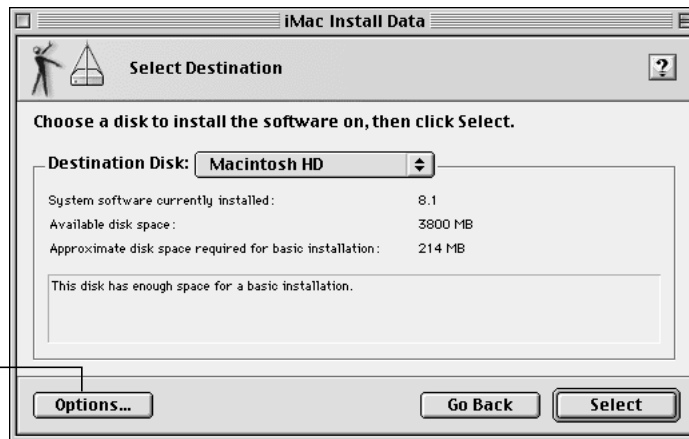 iMac Install Data
Select Destination
?
Choose a disk to install the software on, then click Select.
Destination Disk: Macintosh HD
System software currently installed: 8.1
Available disk space: 3800 MB
Approximate disk space required for basic installation: 214 MB
This disk has enough space for a basic installation.
Options... Go Back Select